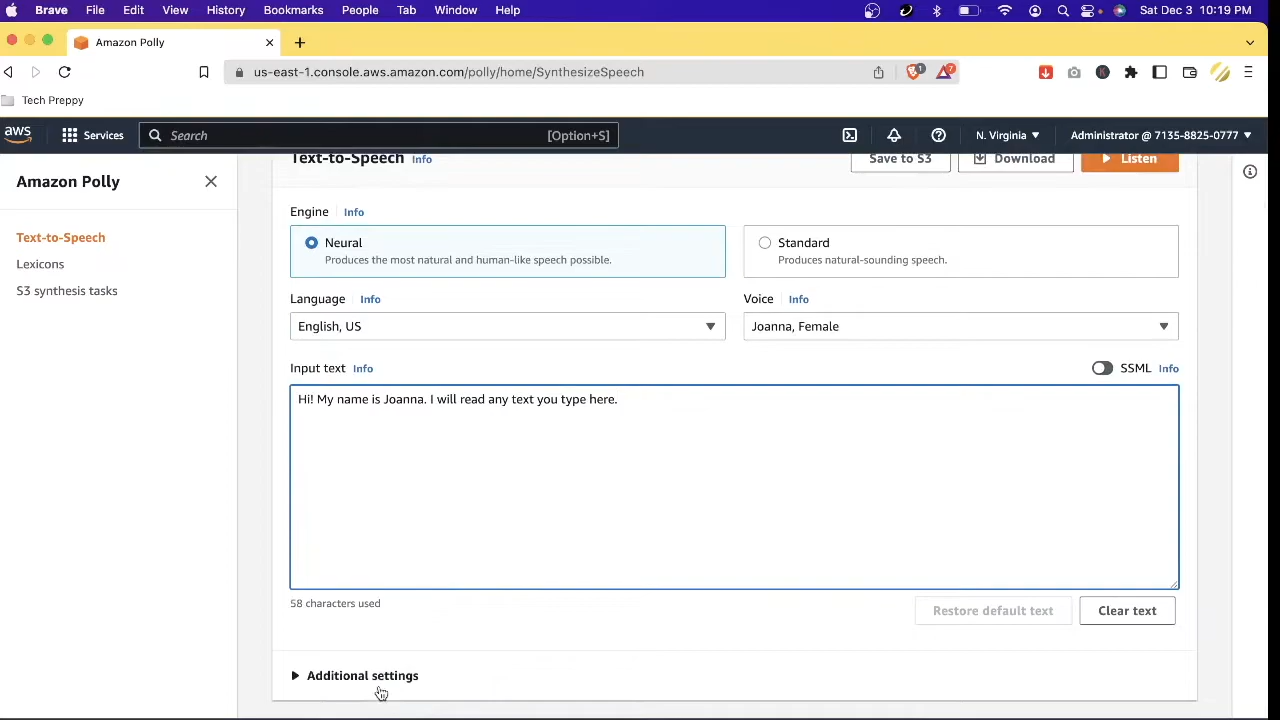 Brave File Edit View History Bookmarks People Tab Window Help Sat Dec 3 10:19 PM
Amazon Polly
us-east-1.console.aws.amazon.com/polly/home/SynthesizeSpeech 1 7
Tech Preppy
aws Services Search [Option+S] N. Virginia Administrator @ 7135-8825-0777
Amazon Polly
Text-to-Speech
Lexicons
S3 synthesis tasks
Text-to-Speech Info Save to S3 Download Listen
Engine Info
Neural
Produces the most natural and human-like speech possible.
Standard
Produces natural-sounding speech.
Language Info
English, US
Voice Info
Joanna, Female
Input text Info SSML Info
Hi! My name is Joanna. I will read any text you type here.
58 characters used
Restore default text Clear text
Additional settings